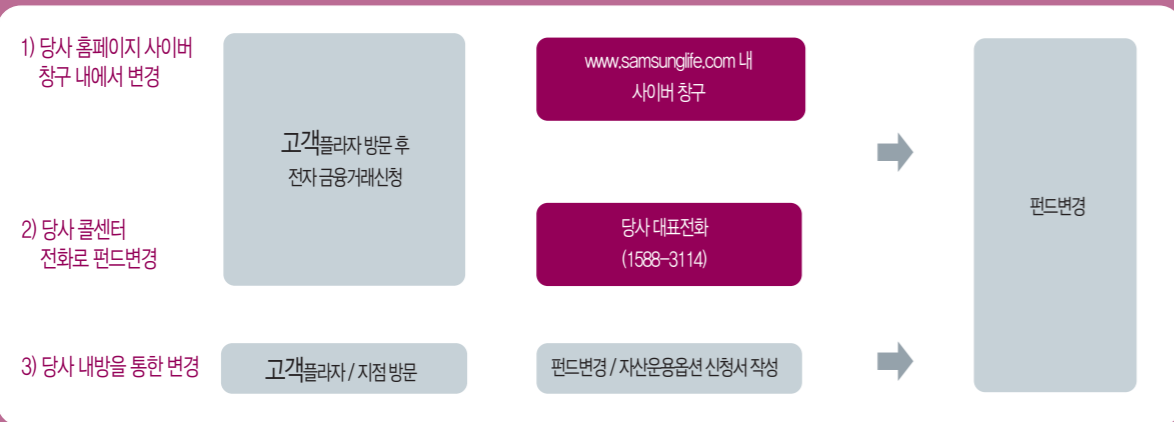 1) 당사 홈페이지 사이버
창구 내에서 변경
고객플라자 방문 후
전자 금융거래신청
www.samsunglife.com 내
사이버 창구
2) 당사 콜센터
전화로 펀드변경
당사 대표전화
(1588-3114)
펀드변경
3) 당사 내방을 통한 변경
고객플라자 / 지점 방문
펀드변경 / 자산운용옵션 신청서 작성